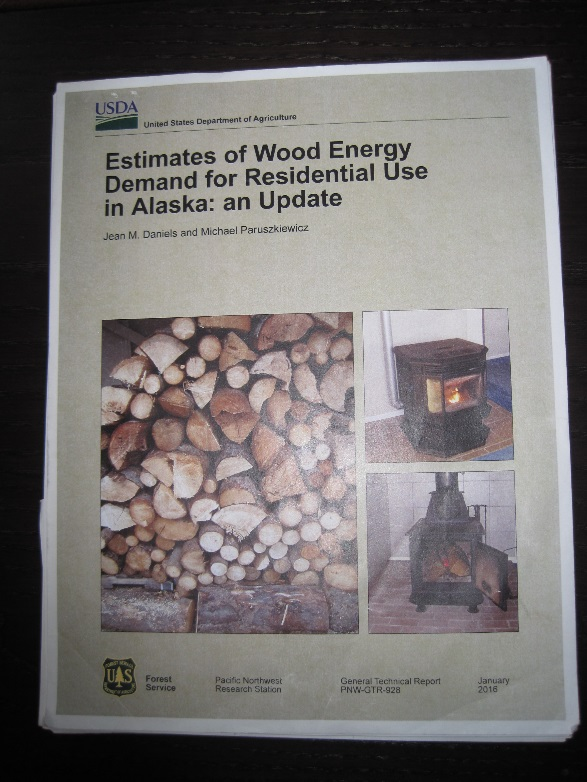 USDA
United States Department of Agriculture
Estimates of Wood Energy
Demand for Residential Use
in Alaska: an Update
Jean M. Daniels and Michael Paruszkiewicz
UAS
Forest
Service
Pacific Northwest
Research Station
General Technical Report
PNW-GTR-928
January
2016